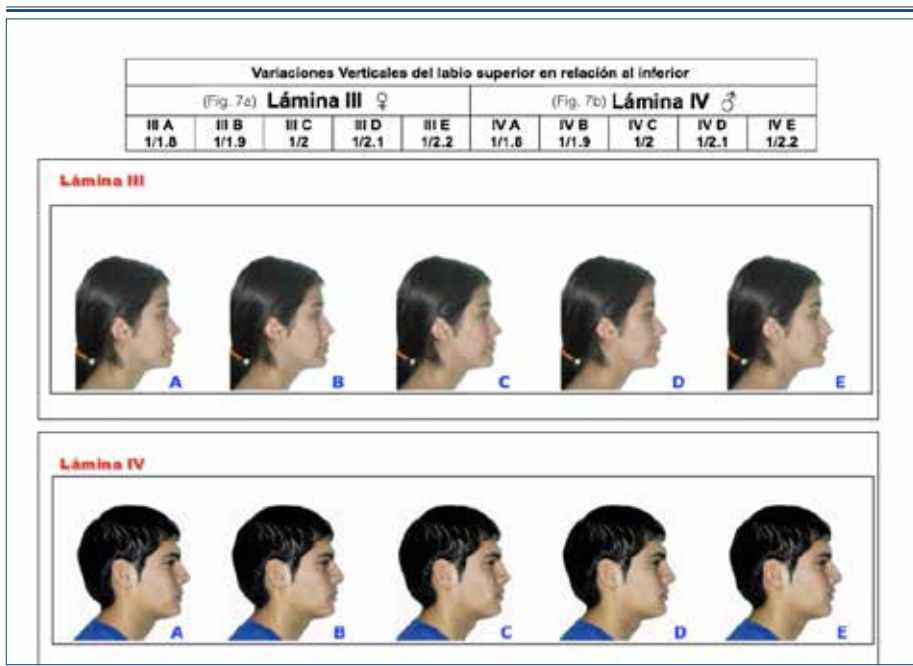 Variaciones Verticales del labio superior en relación al inferior
(Fig. 7a) Lámina III ♀ (Fig. 7b) Lámina IV ♂
III A III B III C III D III E IV A IV B IV C IV D IV E
1/1.8 1/1.9 1/2 1/2.1 1/2.2 1/1.8 1/1.9 1/2 1/2.1 1/2.2
Lámina III
A B C D E
Lámina IV
A B C D E